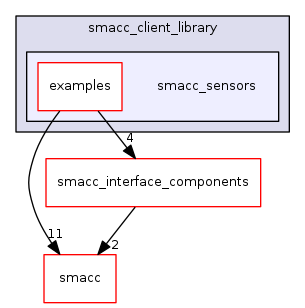 smacc_client_library
examples
smacc_sensors
4
smacc_interface_components
11
2
smacc